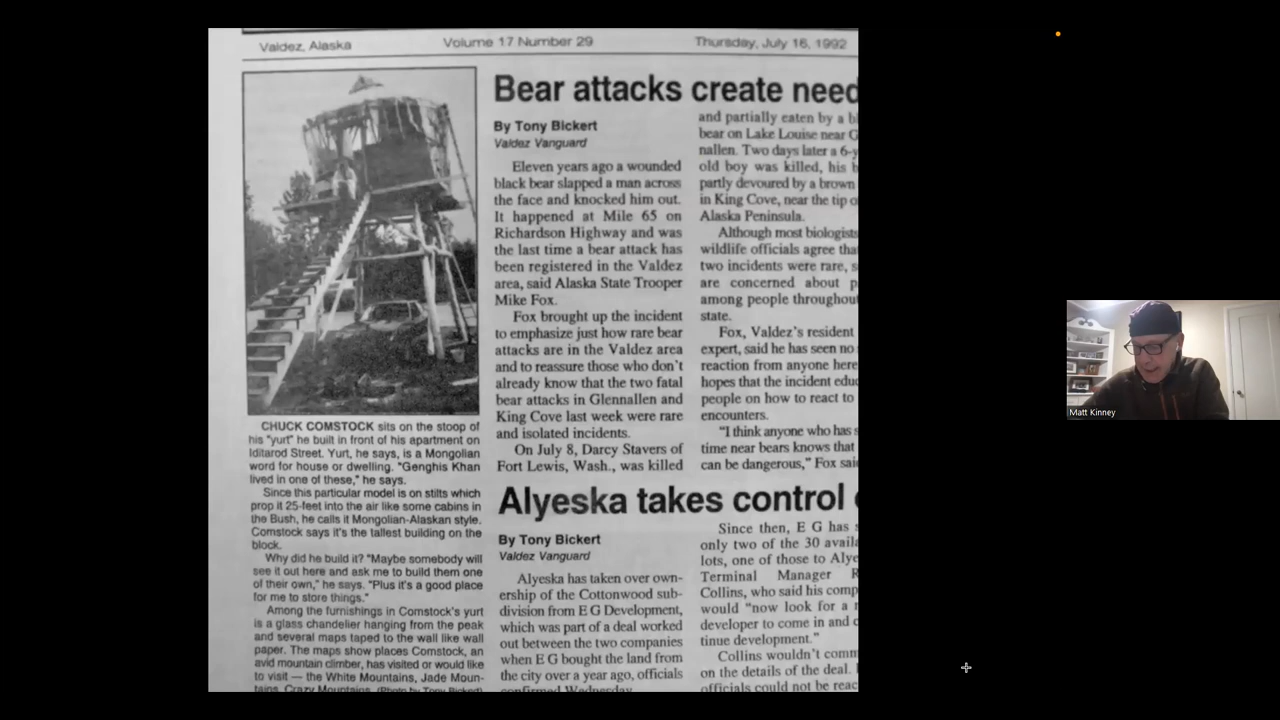 Valdez, Alaska
Volume 17 Number 29
Thursday, July 16, 1992
CHUCK COMSTOCK sits on the stoop of
his "yurt" he built in front of his apartment on
Iditarod Street. Yurt, he says, is a Mongolian
word for house or dwelling. "Genghis Khan
lived in one of these," he says.
Since this particular model is on stilts which
prop it 25-feet into the air like some cabins in
the Bush, he calls it Mongolian-Alaskan style.
Comstock says it's the tallest building on the
block.
Why did he build it? "Maybe somebody will
see it out here and ask me to build them one
of their own," he says. "Plus it's a good place
for me to store things."
Among the furnishings in Comstock's yurt
is a glass chandelier hanging from the peak
and several maps taped to the wall like wall
paper. The maps show places Comstock, an
avid mountain climber, has visited or would like
to visit — the White Mountains, Jade Moun-
tains, Crazy Mountains. (Photo by Tony Bickert)
Bear attacks create need
By Tony Bickert
Valdez Vanguard
Eleven years ago a wounded
black bear slapped a man across
the face and knocked him out.
It happened at Mile 65 on
Richardson Highway and was
the last time a bear attack has
been registered in the Valdez
area, said Alaska State Trooper
Mike Fox.
Fox brought up the incident
to emphasize just how rare bear
attacks are in the Valdez area
and to reassure those who don't
already know that the two fatal
bear attacks in Glennallen and
King Cove last week were rare
and isolated incidents.
On July 8, Darcy Stavers of
Fort Lewis, Wash., was killed
and partially eaten by a bl
bear on Lake Louise near G
nallen. Two days later a 6-y
old boy was killed, his b
partly devoured by a brown
in King Cove, near the tip o
Alaska Peninsula.
Although most biologists
wildlife officials agree tha
two incidents were rare, s
are concerned about p
among people throughout
state.
Fox, Valdez's resident
expert, said he has seen no
reaction from anyone here
hopes that the incident educ
people on how to react to
encounters.
"I think anyone who has s
time near bears knows that
can be dangerous," Fox said
Alyeska takes control
By Tony Bickert
Valdez Vanguard
Alyeska has taken over own-
ership of the Cottonwood sub-
division from E G Development,
which was part of a deal worked
out between the two companies
when E G bought the land from
the city over a year ago, officials
confirmed Wednesday.
Since then, E G has s
only two of the 30 availa
lots, one of those to Alye
Terminal Manager R
Collins, who said his comp
would "now look for a n
developer to come in and c
tinue development."
Collins wouldn't comm
on the details of the deal.
officials could not be reac
Matt Kinney